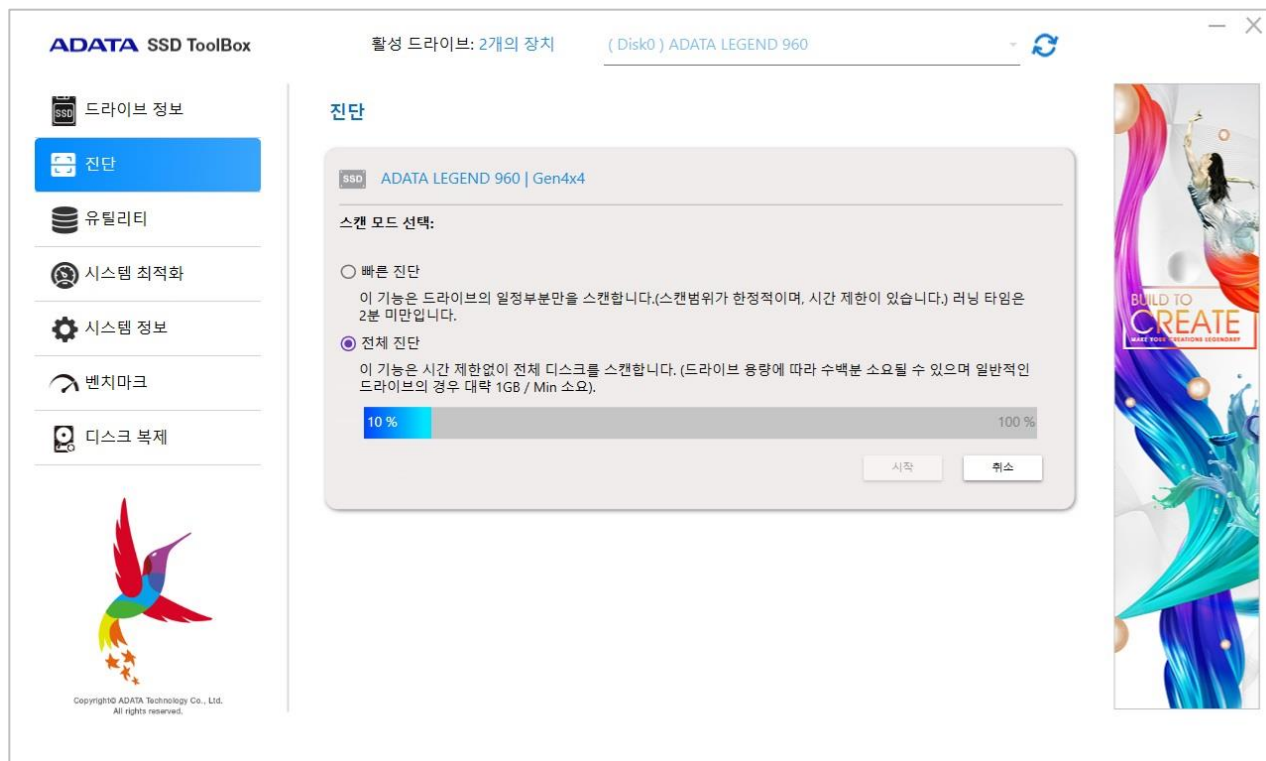 ADATA SSD ToolBox
활성 드라이브: 2개의 장치
( Disk0 ) ADATA LEGEND 960
SSD 드라이브 정보
진단
유틸리티
시스템 최적화
시스템 정보
벤치마크
디스크 복제
Copyright© ADATA Technology Co., Ltd.
All rights reserved.
진단
SSD ADATA LEGEND 960 | Gen4x4
스캔 모드 선택:
빠른 진단
이 기능은 드라이브의 일정부분만을 스캔합니다.(스캔범위가 한정적이며, 시간 제한이 있습니다.) 러닝 타임은
2분 미만입니다.
전체 진단
이 기능은 시간 제한없이 전체 디스크를 스캔합니다. (드라이브 용량에 따라 수백분 소요될 수 있으며 일반적인
드라이브의 경우 대략 1GB / Min 소요).
10 % 100 %
시작 취소
BUILD TO
CREATE
MAKE YOUR CREATIONS LEGENDARY